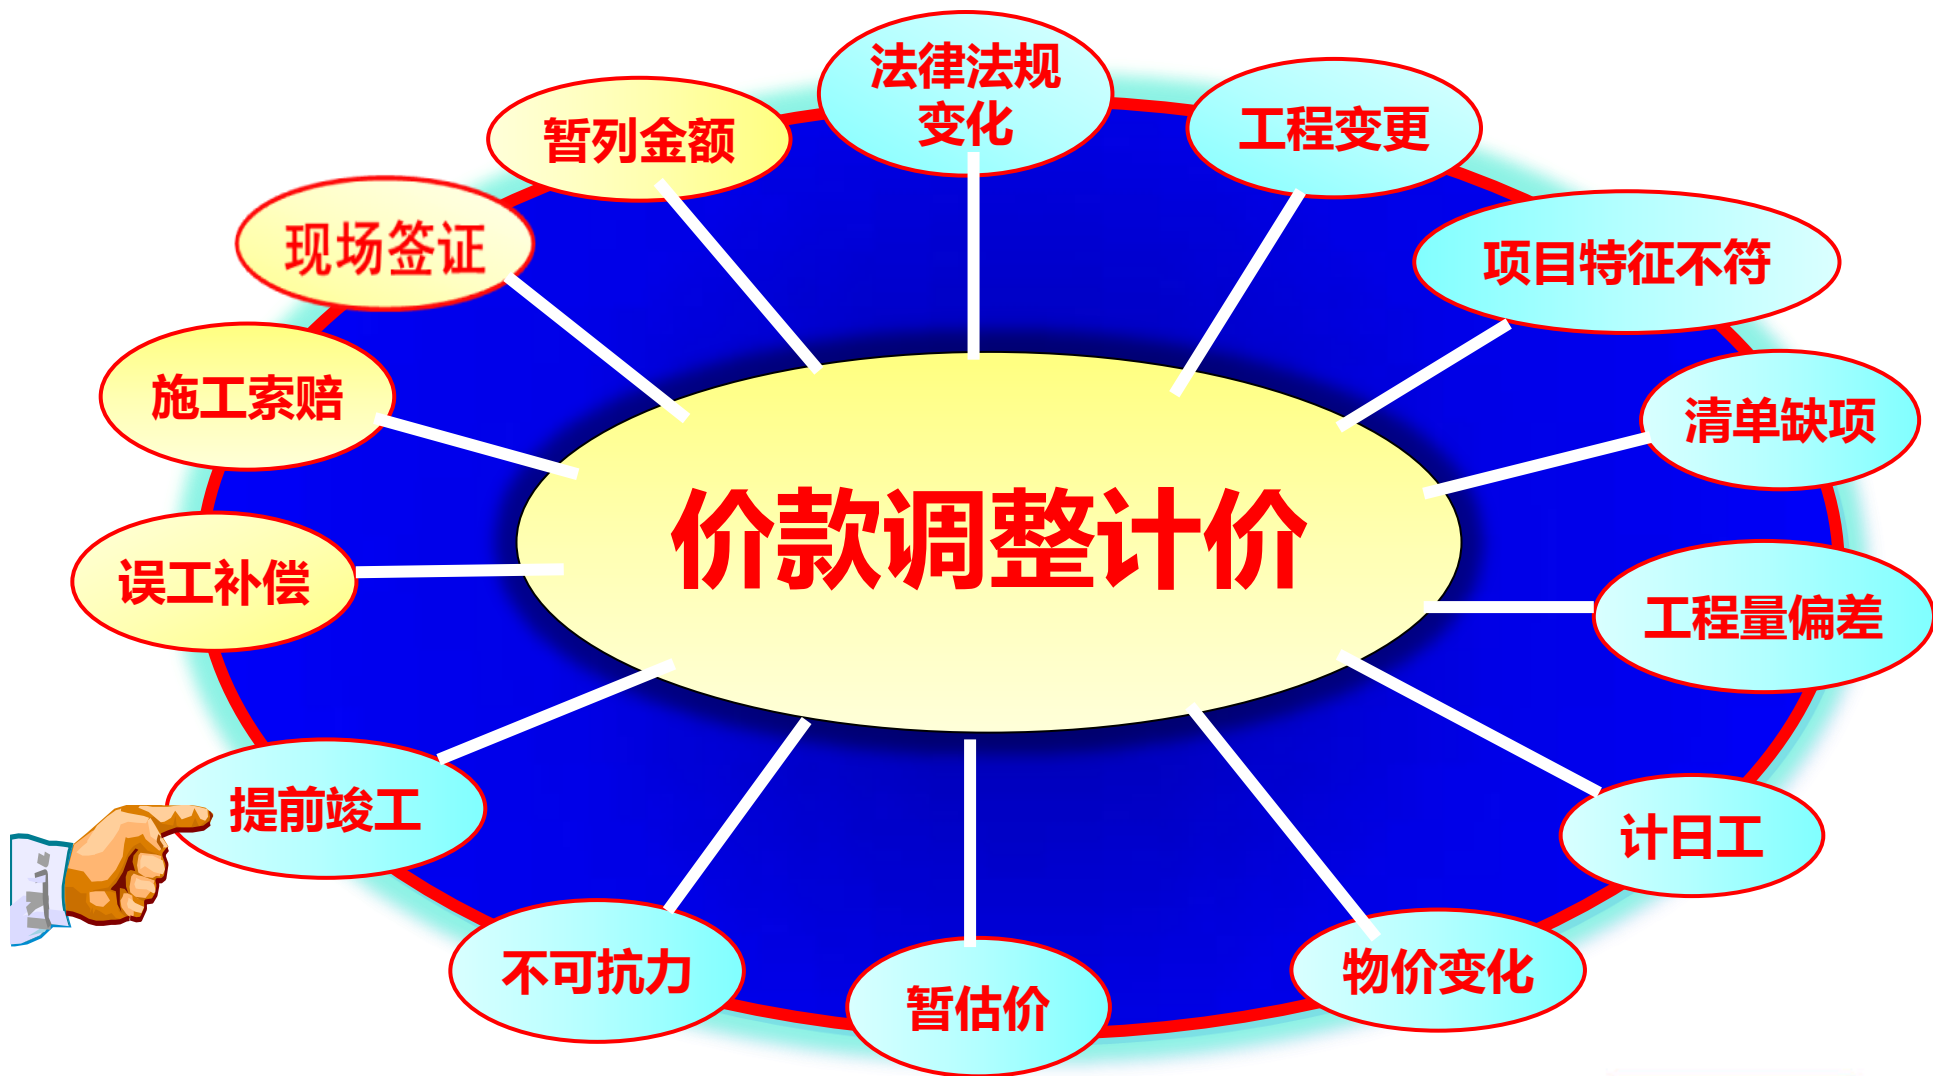 法律法规
变化
工程变更
暂列金额
项目特征不符
现场签证
清单缺项
施工索赔
价款调整计价
误工补偿
工程量偏差
提前竣工
计日工
不可抗力
物价变化
暂估价